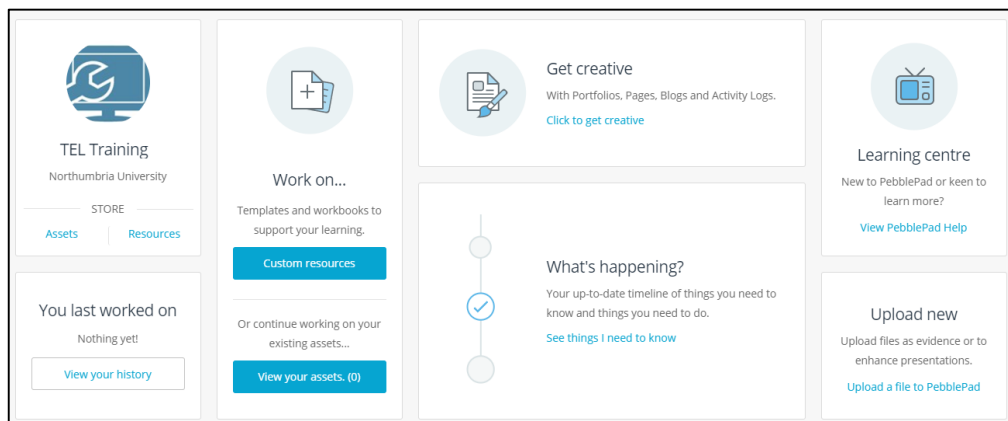 TEL Training
Northumbria University
STORE
Assets
Resources
You last worked on
Nothing yet!
View your history
Work on...
Templates and workbooks to
support your learning.
Custom resources
Or continue working on your
existing assets...
View your assets. (0)
Get creative
With Portfolios, Pages, Blogs and Activity Logs.
Click to get creative
What's happening?
Your up-to-date timeline of things you need to
know and things you need to do.
See things I need to know
Learning centre
New to PebblePad or keen to
learn more?
View PebblePad Help
Upload new
Upload files as evidence or to
enhance presentations.
Upload a file to PebblePad